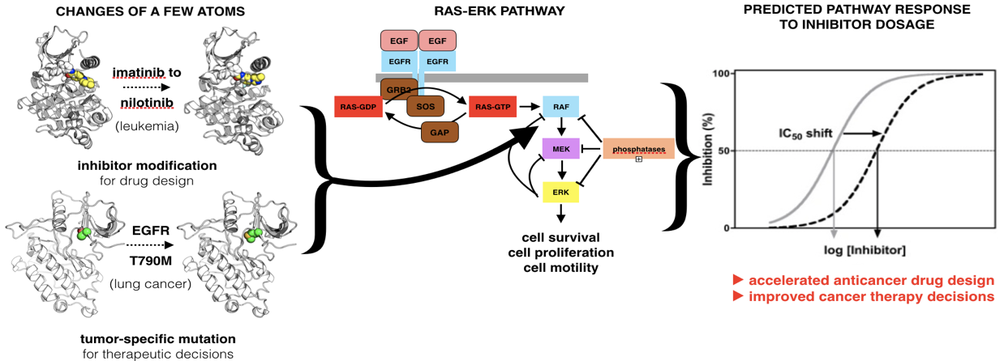 CHANGES OF A FEW ATOMS
imatinib to
nilotinib
(leukemia)
inhibitor modification
for drug design
EGFR
T790M
(lung cancer)
tumor-specific mutation
for therapeutic decisions
RAS-ERK PATHWAY
EGF
EGF
EGFR
EGFR
GRB2
RAS-GDP
SOS
RAS-GTP
RAF
GAP
MEK
phosphatases
ERK
cell survival
cell proliferation
cell motility
PREDICTED PATHWAY RESPONSE
TO INHIBITOR DOSAGE
Inhibition (%)
100
50
0
IC50 shift
log [Inhibitor]
▶ accelerated anticancer drug design
▶ improved cancer therapy decisions